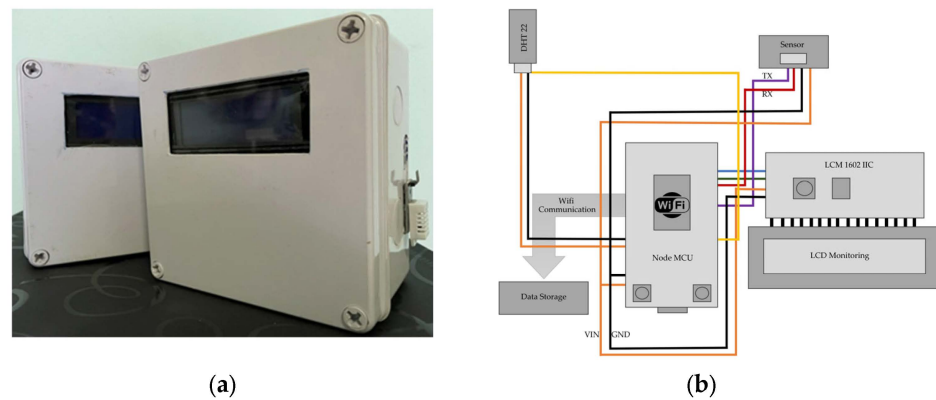 DHT 22
Sensor
TX
RX
LCM 1602 IIC
Wifi
Communication
WiFi
Node MCU
LCD Monitoring
Data Storage
VIN
GND
(a)
(b)